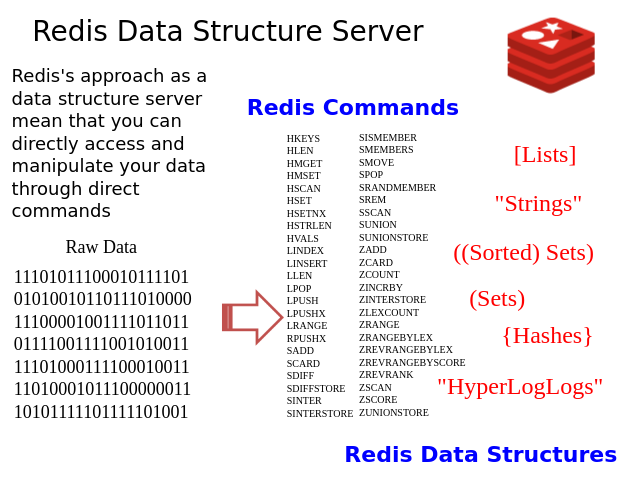 Redis Data Structure Server
Redis's approach as a
data structure server
mean that you can
directly access and
manipulate your data
through direct
commands
Raw Data
11101011100010111101
01010010110111010000
11100001001111011011
01111001111001010011
11101000111100010011
11010001011100000011
10101111101111101001
Redis Commands
HKEYS
HLEN
HMGET
HMSET
HSCAN
HSET
HSETNX
HSTRLEN
HVALS
LINDEX
LINSERT
LLEN
LPOP
LPUSH
LPUSHX
LRANGE
RPUSHX
SADD
SCARD
SDIFF
SDIFFSTORE
SINTER
SINTERSTORE
SISMEMBER
SMEMBERS
SMOVE
SPOP
SRANDMEMBER
SREM
SSCAN
SUNION
SUNIONSTORE
ZADD
ZCARD
ZCOUNT
ZINCRBY
ZINTERSTORE
ZLEXCOUNT
ZRANGE
ZRANGEBYLEX
ZREVRANGEBYLEX
ZREVRANGEBYSCORE
ZREVRANK
ZSCAN
ZSCORE
ZUNIONSTORE
[Lists]
"Strings"
((Sorted) Sets)
(Sets)
{Hashes}
"HyperLogLogs"
Redis Data Structures